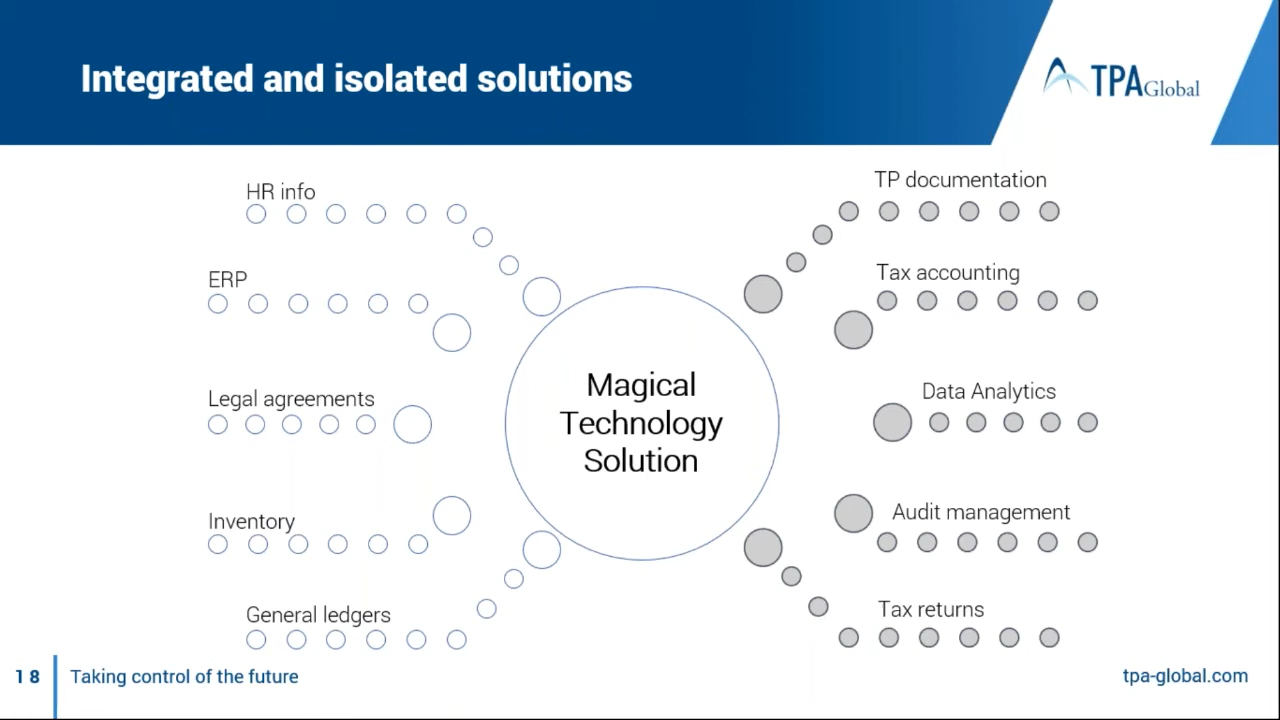 Integrated and isolated solutions
TPA Global
HR info
ERP
Legal agreements
Inventory
General ledgers
Magical
Technology
Solution
TP documentation
Tax accounting
Data Analytics
Audit management
Tax returns
18
Taking control of the future
tpa-global.com